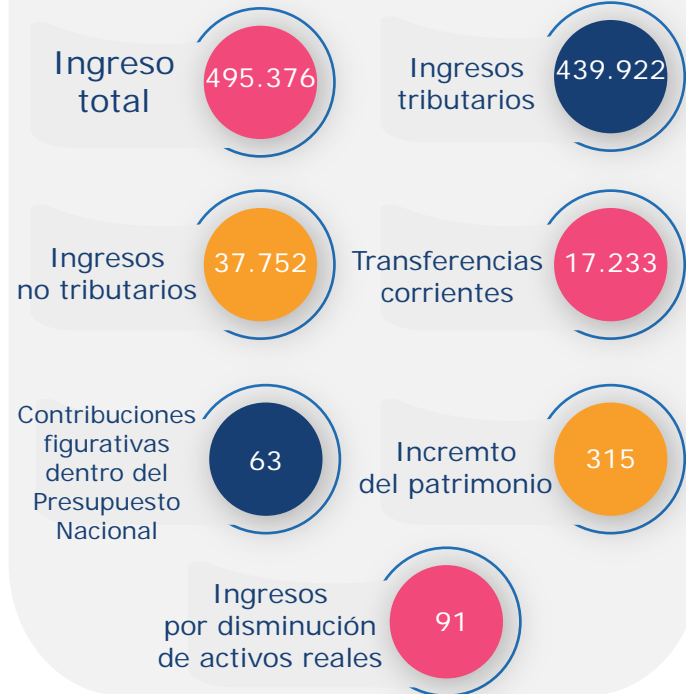 Ingreso
total
495.376
Ingresos
tributarios
439.922
Ingresos
no tributarios
37.752
Transferencias
corrientes
17.233
Contribuciones
figurativas
dentro del
Presupuesto
Nacional
63
Incremto
del patrimonio
315
Ingresos
por disminución
de activos reales
91